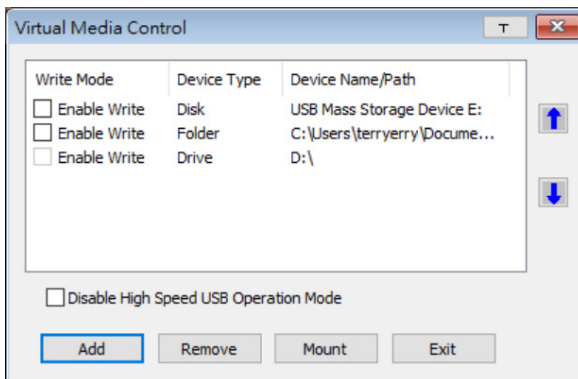 Virtual Media Control T
Write Mode Device Type Device Name/Path
Enable Write Disk USB Mass Storage Device E:
Enable Write Folder C:\Users\terryerry\Docume...
Enable Write Drive D:\
Disable High Speed USB Operation Mode
Add Remove Mount Exit